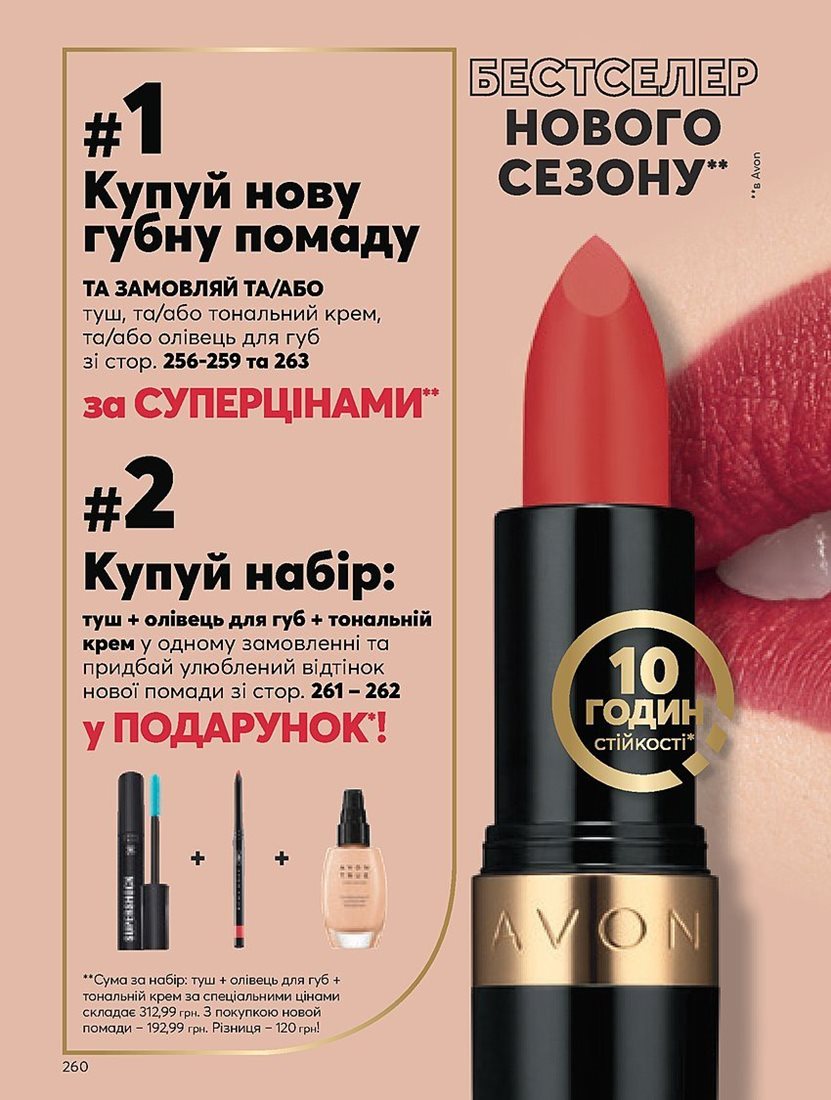 #1
Купуй нову
губну помаду
ТА ЗАМОВЛЯЙ ТА/АБО
туш, та/або тональний крем,
та/або олівець для губ
зі стор. 256-259 та 263
за СУПЕРЦІНАМИ**
#2
Купуй набір:
туш + олівець для губ + тональній
крем у одному замовленні та
придбай улюблений відтінок
нової помади зі стор. 261 – 262
у ПОДАРУНОК*!
SUPERSHOCK
+
+
AVON
TRUE
**Сума за набір: туш + олівець для губ +
тональній крем за спеціальними цінами
складає 312,99 грн. З покупкою новой
помади – 192,99 грн. Різниця – 120 грн!
260
БЕСТСЕЛЕР
НОВОГО
СЕЗОНУ**
**в Avon
10
ГОДИН
СТІЙКОСТІ*
AVON